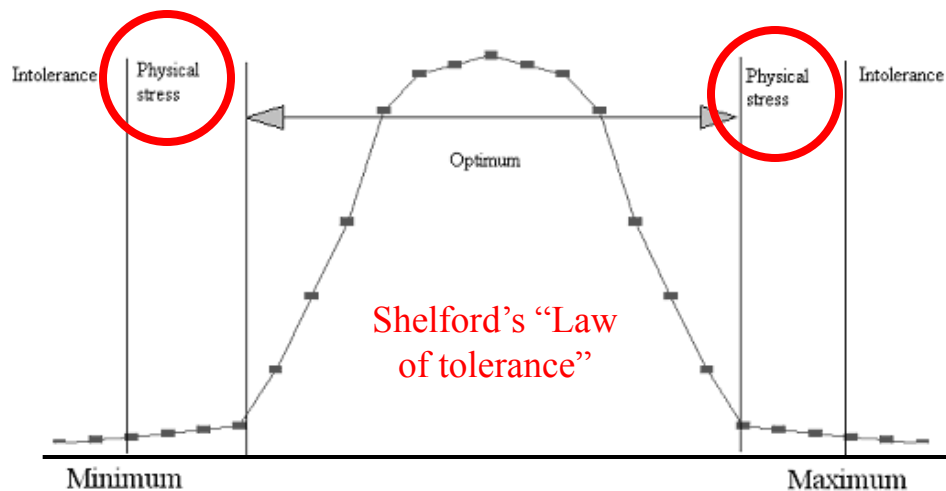 Intolerance
Physical
stress
Physical
stress
Intolerance
Optimum
Shelford’s “Law
of tolerance”
Minimum
Maximum